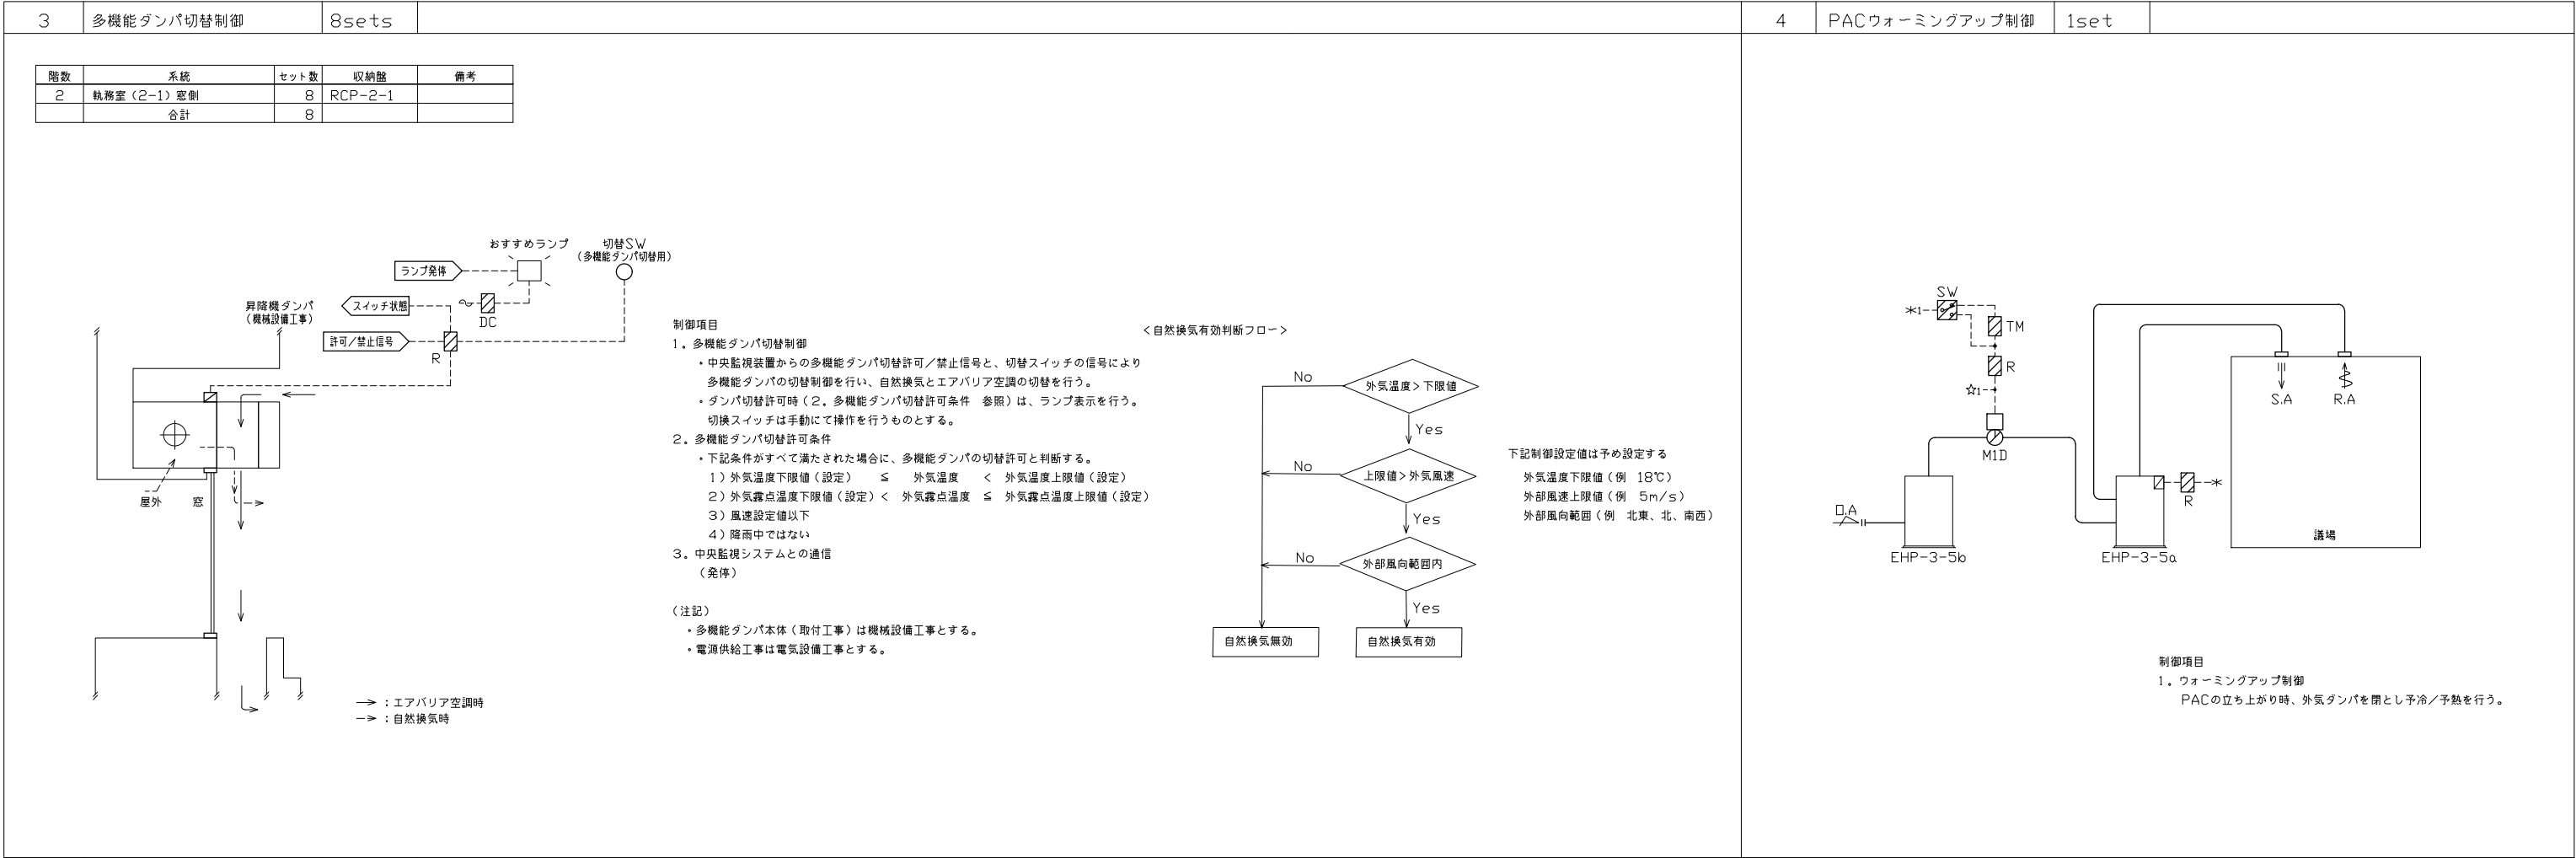 3 多機能ダンパ切替制御 8sets
階数 系統 セット数 収納盤 備考
2 執務室（2-1）窓側 8 RCP-2-1
合計 8
おすすめランプ
切替SW
（多機能ダンパ切替用）
ランプ発停
昇降機ダンパ
（機械設備工事）
スイッチ状態
DC
許可／禁止信号
R
屋外
窓
→ ：エアバリア空調時
-→ ：自然換気時
制御項目
1。多機能ダンパ切替制御
・中央監視装置からの多機能ダンパ切替許可／禁止信号と、切替スイッチの信号により
多機能ダンパの切替制御を行い、自然換気とエアバリア空調の切替を行う。
・ダンパ切替許可時（2。多機能ダンパ切替許可条件　参照）は、ランプ表示を行う。
切換スイッチは手動にて操作を行うものとする。
2。多機能ダンパ切替許可条件
・下記条件がすべて満たされた場合に、多機能ダンパの切替許可と判断する。
1）外気温度下限値（設定）　≦　外気温度　＜　外気温度上限値（設定）
2）外気露点温度下限値（設定）＜　外気露点温度　≦　外気露点温度上限値（設定）
3）風速設定値以下
4）降雨中ではない
3。中央監視システムとの通信
（発停）
（注記）
・多機能ダンパ本体（取付工事）は機械設備工事とする。
・電源供給工事は電気設備工事とする。
＜自然換気有効判断フロー＞
外気温度＞下限値
No
Yes
上限値＞外気風速
No
Yes
外部風向範囲内
No
Yes
自然換気無効
自然換気有効
下記制御設定値は予め設定する
外気温度下限値（例　18℃）
外部風速上限値（例　5m/s）
外部風向範囲（例　北東、北、南西）
4 PACウォーミングアップ制御 1set
SW
＊1
TM
R
☆1
M1D
S.A
R.A
O.A
R
＊
議場
EHP-3-5b
EHP-3-5a
制御項目
1。ウォーミングアップ制御
PACの立ち上がり時、外気ダンパを閉とし予冷／予熱を行う。